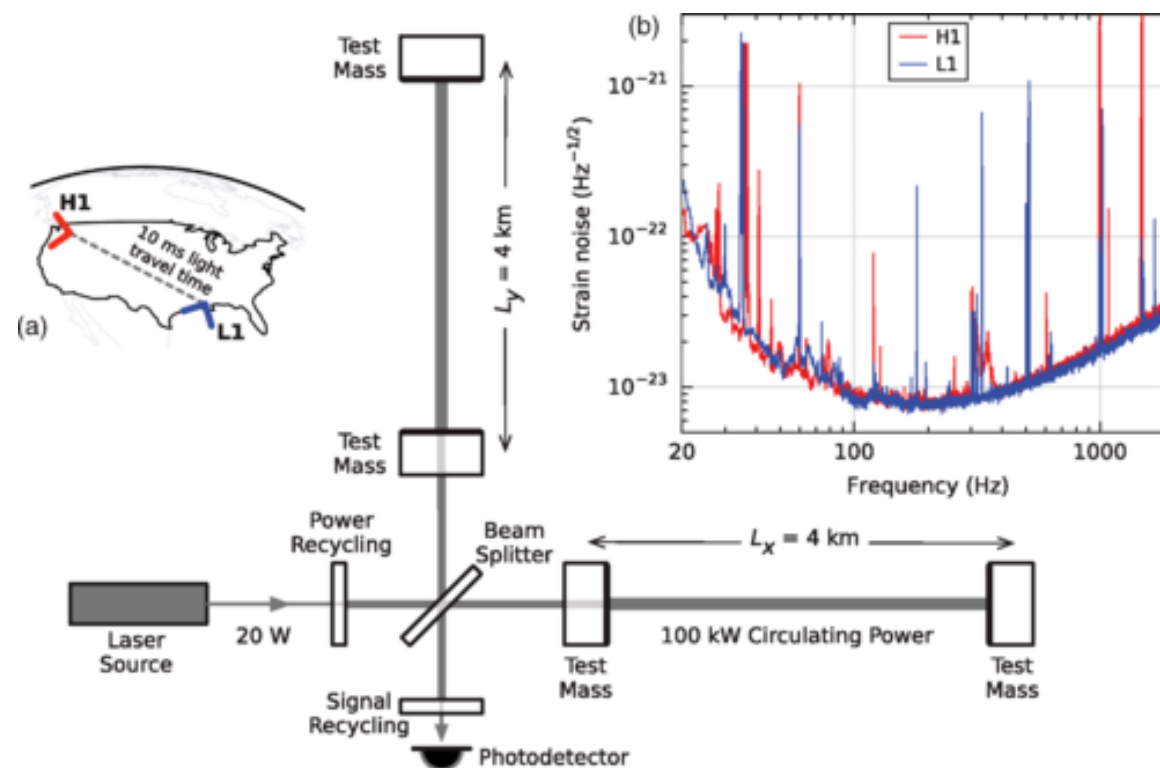 Test
Mass
(b)
H1
L1
10⁻²¹
10⁻²²
10⁻²³
Strain noise (Hz⁻¹/²)
20
100
1000
Frequency (Hz)
H1
10 ms light
travel time
L1
(a)
L_y = 4 km
Test
Mass
Power
Recycling
Beam
Splitter
L_x = 4 km
Laser
Source
20 W
100 kW Circulating Power
Test
Mass
Test
Mass
Signal
Recycling
Photodetector